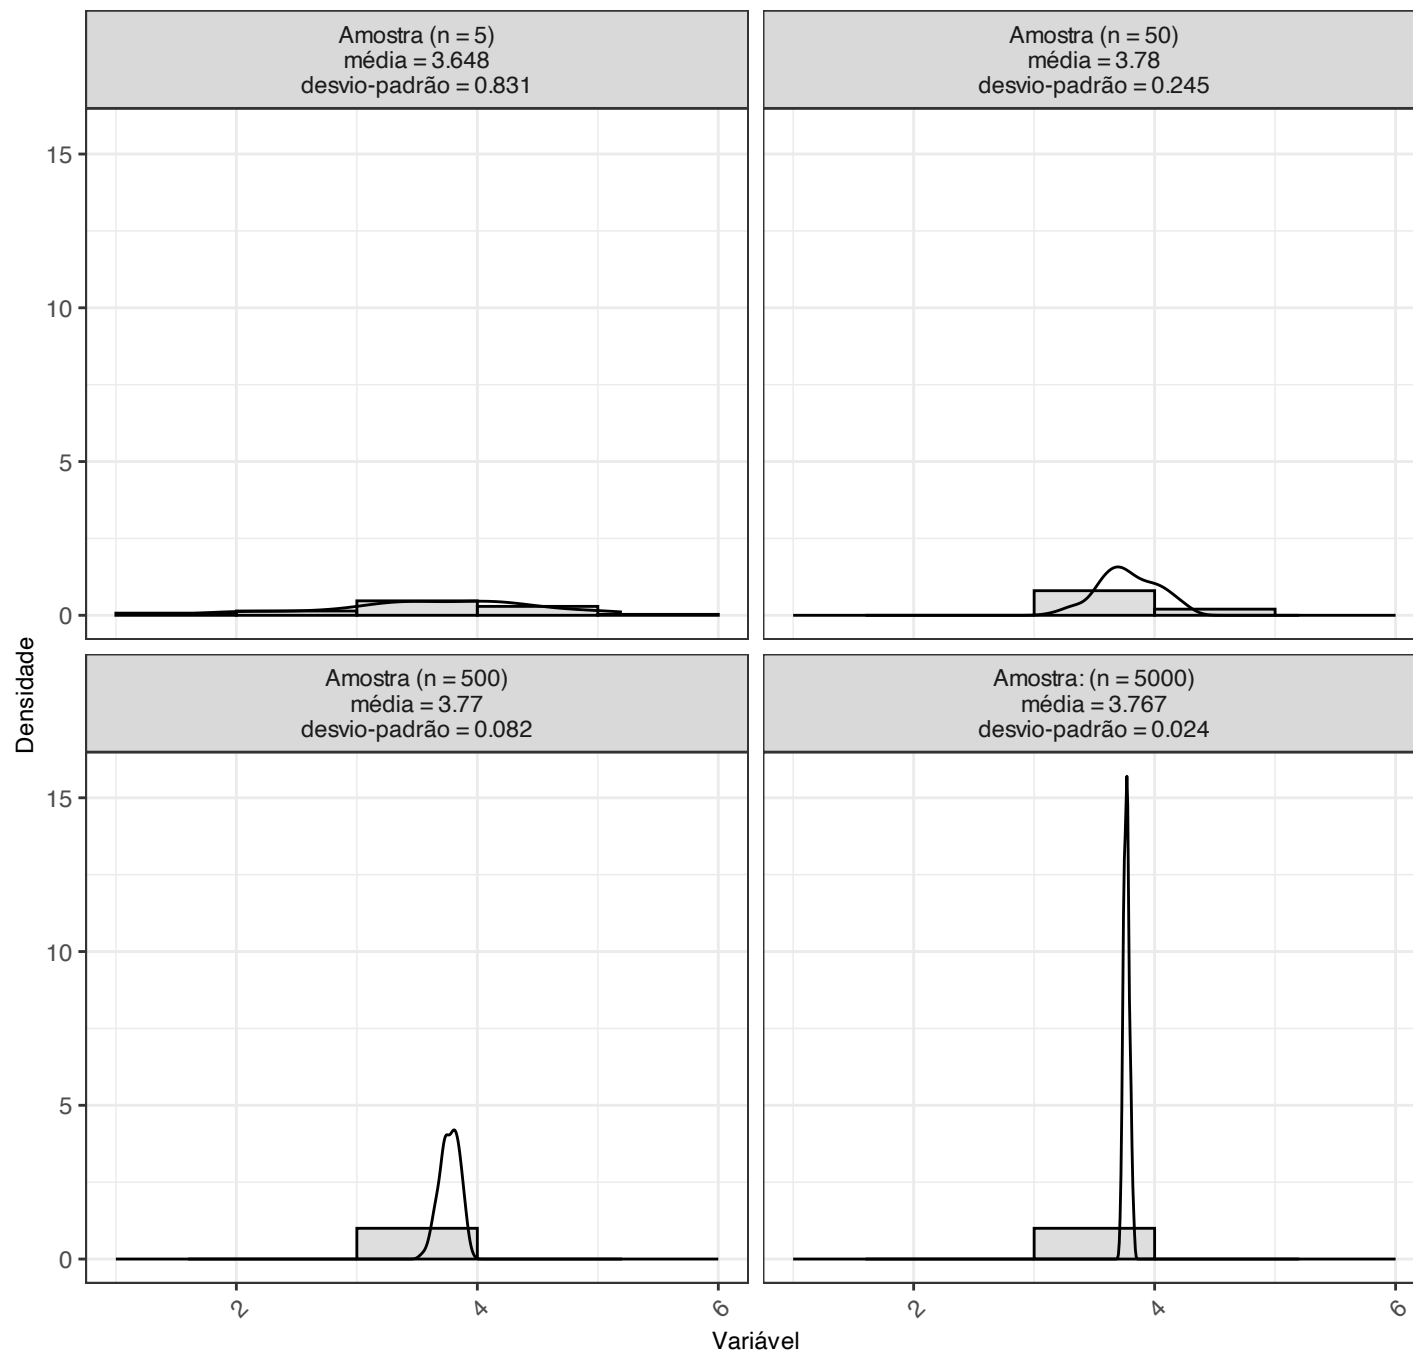 Amostra (n = 5)
média = 3.648
desvio-padrão = 0.831
Amostra (n = 50)
média = 3.78
desvio-padrão = 0.245
15
10
5
0
Densidade
Amostra (n = 500)
média = 3.77
desvio-padrão = 0.082
Amostra: (n = 5000)
média = 3.767
desvio-padrão = 0.024
15
10
5
0
2
4
6
2
4
6
Variável